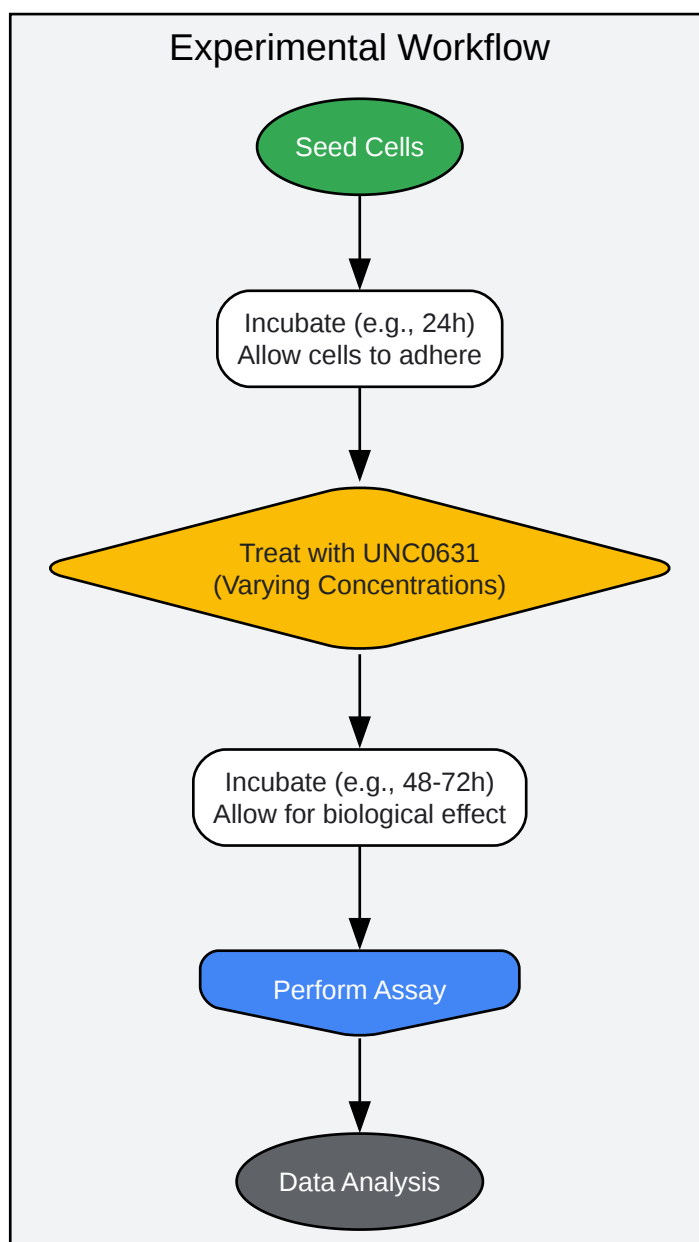 Experimental Workflow
Seed Cells
Incubate (e.g., 24h)
Allow cells to adhere
Treat with UNC0631
(Varying Concentrations)
Incubate (e.g., 48-72h)
Allow for biological effect
Perform Assay
Data Analysis